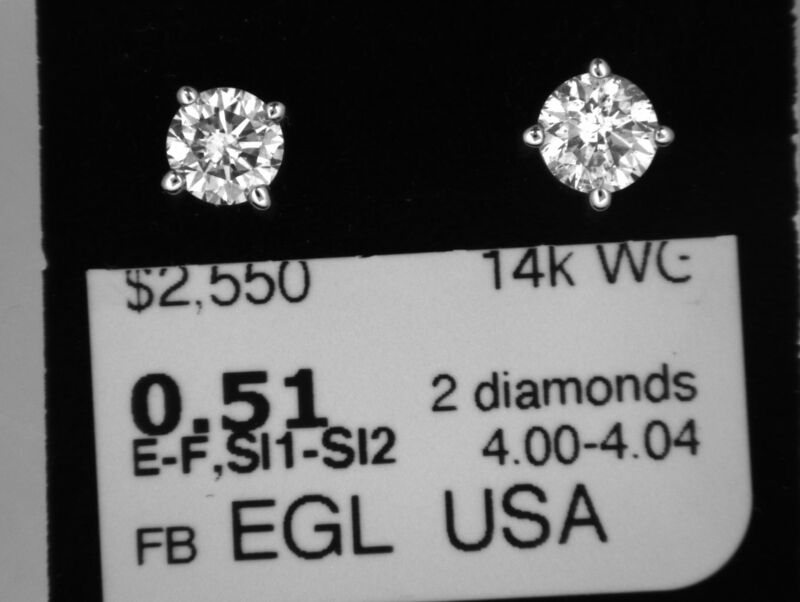 $2,550 14k WG
0.51 2 diamonds
E-F,SI1-SI2 4.00-4.04
FB EGL USA